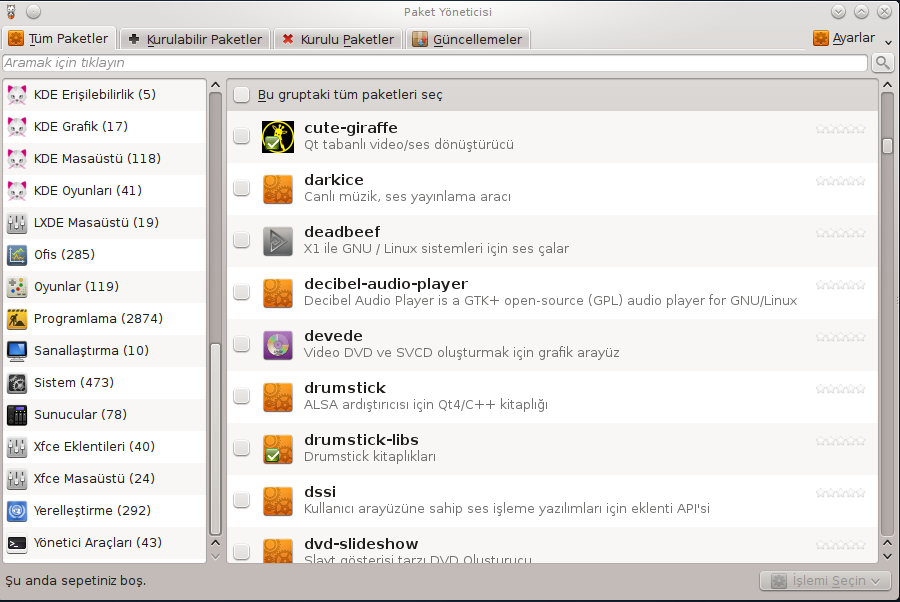 Paket Yöneticisi
Tüm Paketler
Kurulabilir Paketler
Kurulu Paketler
Güncellemeler
Ayarlar
Aramak için tıklayın
KDE Erişilebilirlik (5)
KDE Grafik (17)
KDE Masaüstü (118)
KDE Oyunları (41)
LXDE Masaüstü (19)
Ofis (285)
Oyunlar (119)
Programlama (2874)
Sanallaştırma (10)
Sistem (473)
Sunucular (78)
Xfce Eklentileri (40)
Xfce Masaüstü (24)
Yerelleştirme (292)
Yönetici Araçları (43)
Bu gruptaki tüm paketleri seç
cute-giraffe
Qt tabanlı video/ses dönüştürücü
darkice
Canlı müzik, ses yayınlama aracı
deadbeef
X1 ile GNU / Linux sistemleri için ses çalar
decibel-audio-player
Decibel Audio Player is a GTK+ open-source (GPL) audio player for GNU/Linux
devede
Video DVD ve SVCD oluşturmak için grafik arayüz
drumstick
ALSA ardıştırıcısı için Qt4/C++ kitaplığı
drumstick-libs
Drumstick kitaplıkları
dssi
Kullanıcı arayüzüne sahip ses işleme yazılımları için eklenti API'si
dvd-slideshow
Slayt gösterisi tarzı DVD Oluşturucu
Şu anda sepetiniz boş.
İşlemi Seçin